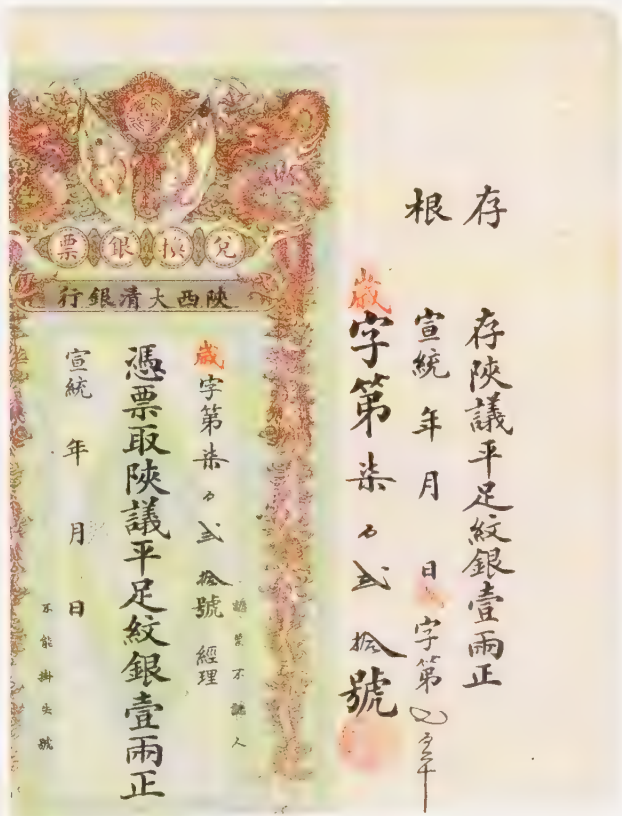 存根
存陝議平足紋銀壹兩正
宣統 年 月 日 字第
歲字第柒百贰拾號
兌換銀票
陝西大清銀行
認票不認人
歲字第柒百贰拾號 經理
憑票取陝議平足紋銀壹兩正
宣統 年 月 日
不能掛失號